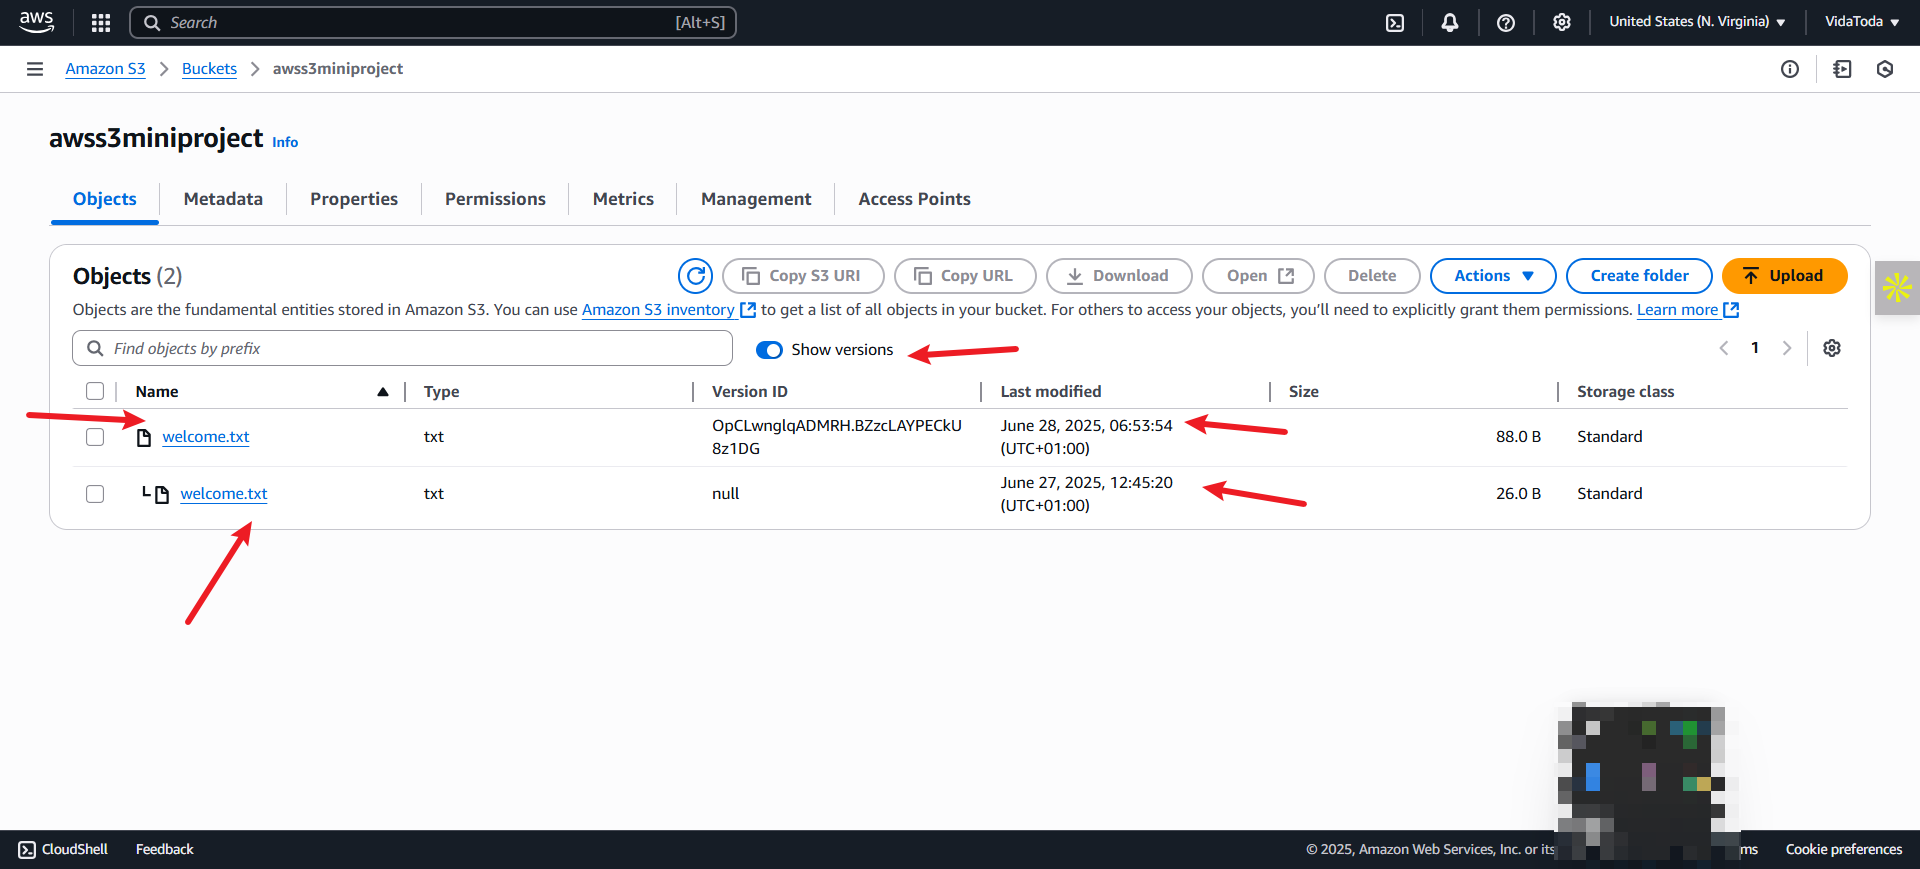 aws
Search [Alt+S]
United States (N. Virginia)
VidaToda
Amazon S3 > Buckets > awss3miniproject
awss3miniproject Info
Objects Metadata Properties Permissions Metrics Management Access Points
Objects (2)
Copy S3 URI Copy URL Download Open Delete Actions Create folder Upload
Objects are the fundamental entities stored in Amazon S3. You can use Amazon S3 inventory to get a list of all objects in your bucket. For others to access your objects, you'll need to explicitly grant them permissions. Learn more
Find objects by prefix
Show versions
1
Name Type Version ID Last modified Size Storage class
welcome.txt txt OpCLwnglqADMRH.BZzcLAYPECkU
8z1DG
June 28, 2025, 06:53:54
(UTC+01:00)
88.0 B Standard
welcome.txt txt null June 27, 2025, 12:45:20
(UTC+01:00)
26.0 B Standard
CloudShell Feedback
© 2025, Amazon Web Services, Inc. or its
Cookie preferences